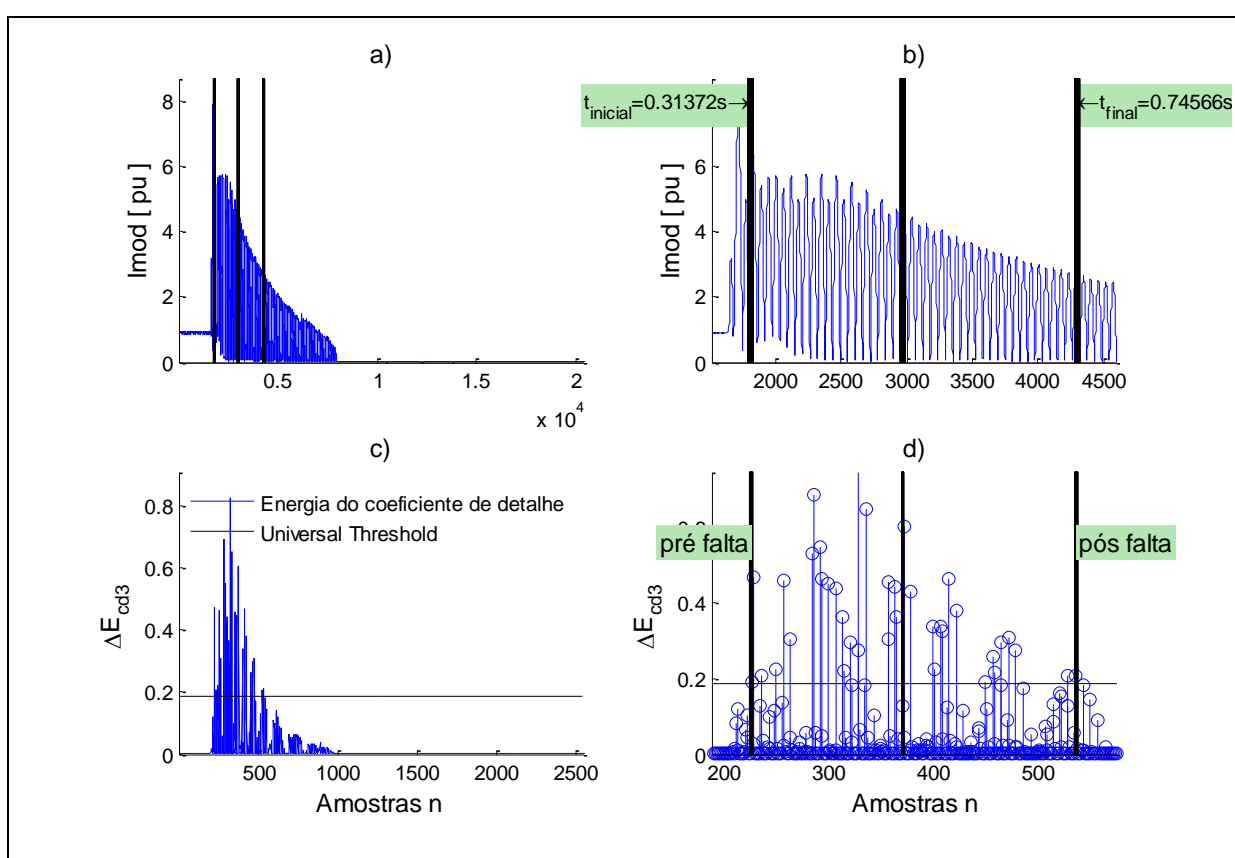 a)
8
6
4
2
0
Imod [ pu ]
0.5
1
1.5
2
x 10^4
b)
t_inicial=0.31372s→
←t_final=0.74566s
6
4
2
0
Imod [ pu ]
2000
2500
3000
3500
4000
4500
c)
0.8
0.6
0.4
0.2
0
ΔE_cd3
Energia do coeficiente de detalhe
Universal Threshold
500
1000
1500
2000
2500
Amostras n
d)
pré falta
pós falta
0.4
0.2
0
ΔE_cd3
200
300
400
500
Amostras n